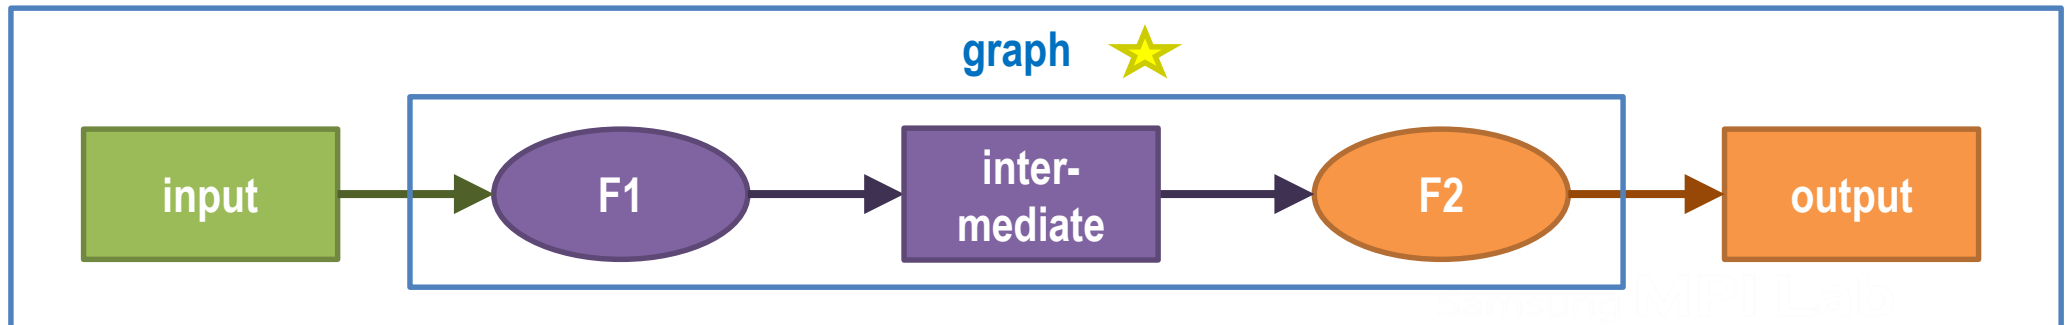 graph
input
F1
inter-
mediate
F2
output